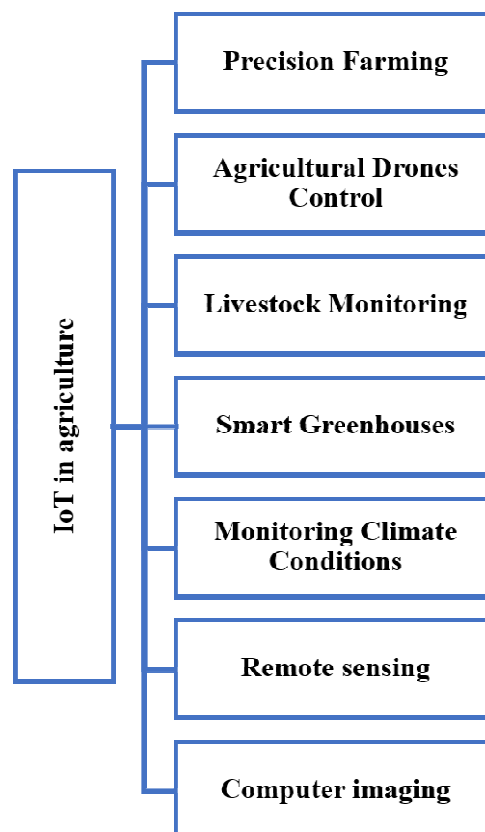 IoT in agriculture
Precision Farming
Agricultural Drones
Control
Livestock Monitoring
Smart Greenhouses
Monitoring Climate
Conditions
Remote sensing
Computer imaging